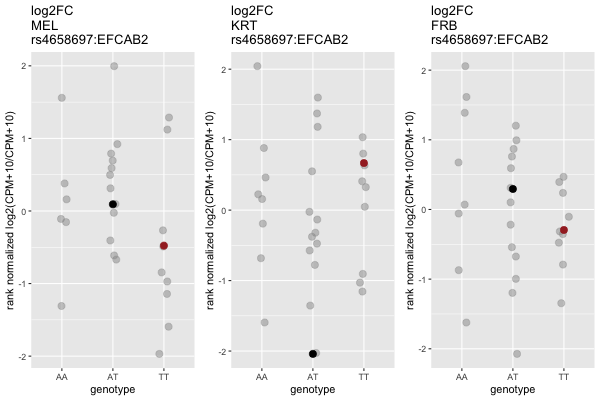 log2FC
MEL
rs4658697:EFCAB2
rank normalized log2(CPM+10/CPM+10)
2
1
0
-1
-2
AA AT TT
genotype
log2FC
KRT
rs4658697:EFCAB2
rank normalized log2(CPM+10/CPM+10)
2
1
0
-1
-2
AA AT TT
genotype
log2FC
FRB
rs4658697:EFCAB2
rank normalized log2(CPM+10/CPM+10)
2
1
0
-1
-2
AA AT TT
genotype